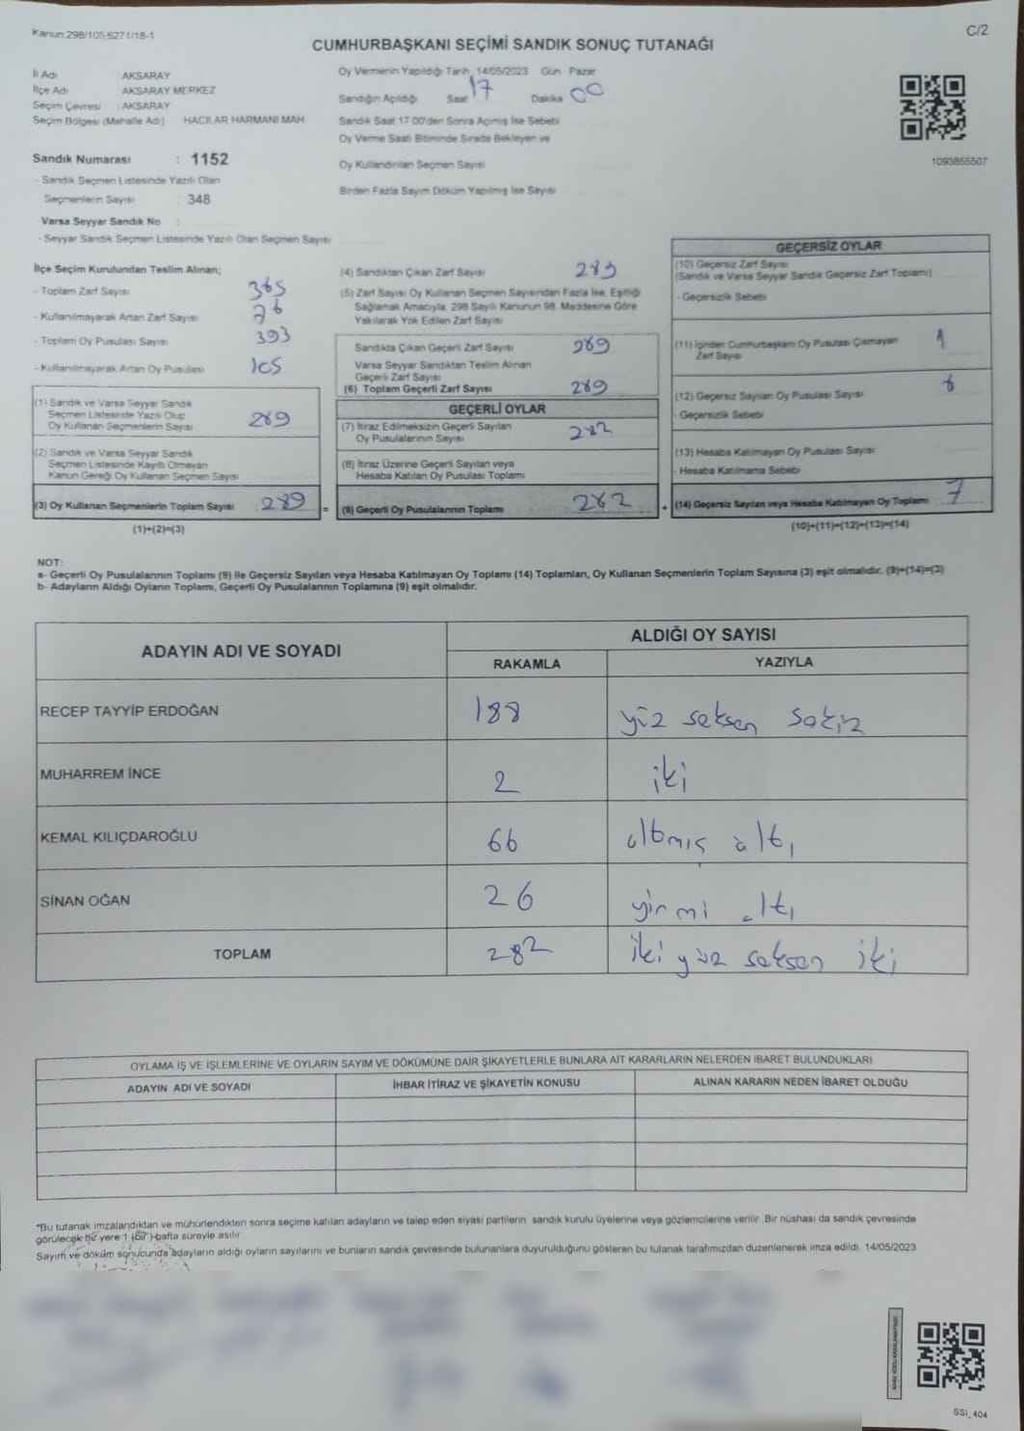 Kanun:298/105-5271/18-1
C/2
CUMHURBAŞKANI SEÇİMİ SANDIK SONUÇ TUTANAĞI
İl Adı AKSARAY
İlçe Adı AKSARAY MERKEZ
Seçim Çevresi : AKSARAY
Seçim Bölgesi (Mahalle Adı) HACILAR HARMANI MAH
Sandık Numarası : 1152
- Sandık Seçmen Listesinde Yazılı Olan
Seçmenlerin Sayısı 348
Varsa Seyyar Sandık No :
- Seyyar Sandık Seçmen Listesinde Yazılı Olan Seçmen Sayısı
Oy Vermenin Yapıldığı Tarih 14/05/2023 Gün Pazar
Sandığın Açıldığı Saat 17 Dakika 00
Sandık Saat 17.00'den Sonra Açılmış İse Sebebi
Oy Verme Saati Bitiminde Sırada Bekleyen ve
Oy Kullandırılan Seçmen Sayısı
Birden Fazla Sayım Döküm Yapılmış İse Sayısı
1093855507
İlçe Seçim Kurulundan Teslim Alınan;
- Toplam Zarf Sayısı 365
- Kullanılmayarak Artan Zarf Sayısı 76
- Toplam Oy Pusulası Sayısı 393
- Kullanılmayarak Artan Oy Pusulası 105
(1) Sandık ve Varsa Seyyar Sandık
Seçmen Listesinde Yazılı Olup
Oy Kullanan Seçmenlerin Sayısı 289
(2) Sandık ve Varsa Seyyar Sandık
Seçmen Listesinde Kayıtlı Olmayan
Kanun Gereği Oy Kullanan Seçmen Sayısı
(3) Oy Kullanan Seçmenlerin Toplam Sayısı 289 =
(1)+(2)=(3)
(4) Sandıktan Çıkan Zarf Sayısı 289
(5) Zarf Sayısı Oy Kullanan Seçmen Sayısından Fazla İse, Eşitliği
Sağlamak Amacıyla, 298 Sayılı Kanunun 98. Maddesine Göre
Yakılarak Yok Edilen Zarf Sayısı
Sandıkta Çıkan Geçerli Zarf Sayısı 289
Varsa Seyyar Sandıktan Teslim Alınan
Geçerli Zarf Sayısı
(6) Toplam Geçerli Zarf Sayısı 289
GEÇERLİ OYLAR
(7) İtiraz Edilmeksizin Geçerli Sayılan
Oy Pusulalarının Sayısı 282
(8) İtiraz Üzerine Geçerli Sayılan veya
Hesaba Katılan Oy Pusulası Toplamı
(9) Geçerli Oy Pusulalarının Toplamı 282 +
GEÇERSİZ OYLAR
(10) Geçersiz Zarf Sayısı
(Sandık ve Varsa Seyyar Sandık Geçersiz Zarf Toplamı)
- Geçersizlik Sebebi
(11) İçinden Cumhurbaşkanı Oy Pusulası Çıkmayan
Zarf Sayısı 1
(12) Geçersiz Sayılan Oy Pusulası Sayısı 6
- Geçersizlik Sebebi
(13) Hesaba Katılmayan Oy Pusulası Sayısı
- Hesaba Katılmama Sebebi
(14) Geçersiz Sayılan veya Hesaba Katılmayan Oy Toplamı 7
(10)+(11)+(12)+(13)=(14)
NOT:
a- Geçerli Oy Pusulalarının Toplamı (9) ile Geçersiz Sayılan veya Hesaba Katılmayan Oy Toplamı (14) Toplamları, Oy Kullanan Seçmenlerin Toplam Sayısına (3) eşit olmalıdır. (9)+(14)=(3)
b- Adayların Aldığı Oyların Toplamı, Geçerli Oy Pusulalarının Toplamına (9) eşit olmalıdır.
ADAYIN ADI VE SOYADI ALDIĞI OY SAYISI
RAKAMLA YAZIYLA
RECEP TAYYİP ERDOĞAN 188 yüz seksen sekiz
MUHARREM İNCE 2 iki
KEMAL KILIÇDAROĞLU 66 altmış altı
SİNAN OĞAN 26 yirmi altı
TOPLAM 282 iki yüz seksen iki
OYLAMA İŞ VE İŞLEMLERİNE VE OYLARIN SAYIM VE DÖKÜMÜNE DAİR ŞİKAYETLERLE BUNLARA AİT KARARLARIN NELERDEN İBARET BULUNDUKLARI
ADAYIN ADI VE SOYADI İHBAR İTİRAZ VE ŞİKAYETİN KONUSU ALINAN KARARIN NEDEN İBARET OLDUĞU
"Bu tutanak imzalandıktan ve mühürlendikten sonra seçime katılan adayların ve talep eden siyasi partilerin sandık kurulu üyelerine veya gözlemcilerine verilir. Bir nüshası da sandık çevresinde
görülecek bir yere 1 (bir) hafta süreyle asılır.
Sayım ve döküm sonucunda adayların aldığı oyların sayılarını ve bunların sandık çevresinde bulunanlara duyurulduğunu gösteren bu tutanak tarafımızdan düzenlenerek imza edildi. 14/05/2023
SSİ_404